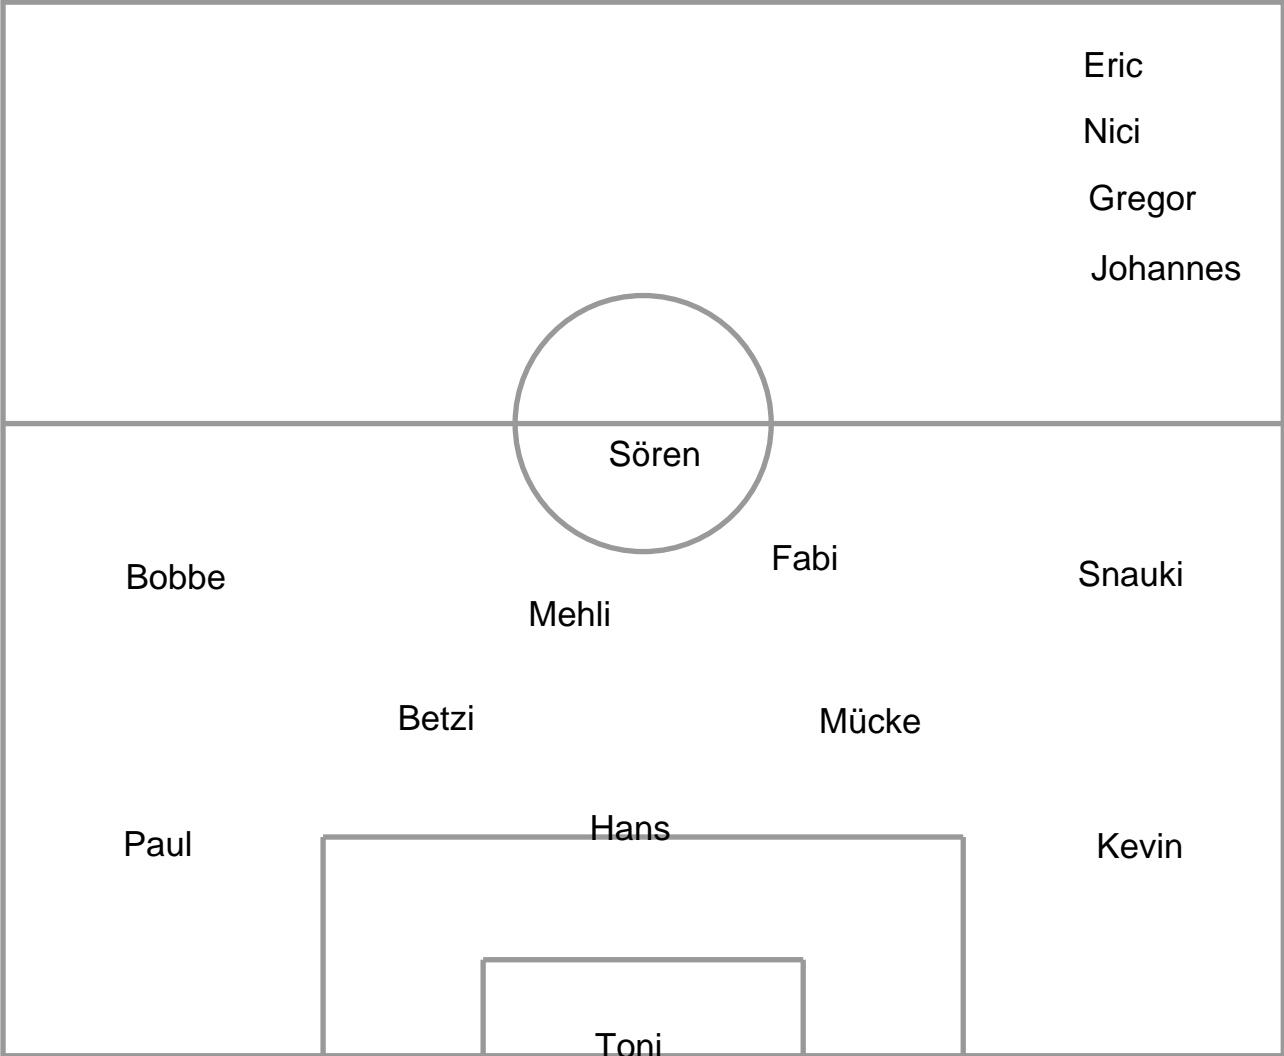 Eric
Nici
Gregor
Johannes
Sören
Fabi
Bobbe
Snauki
Mehli
Betzi
Mücke
Hans
Paul
Kevin
Toni